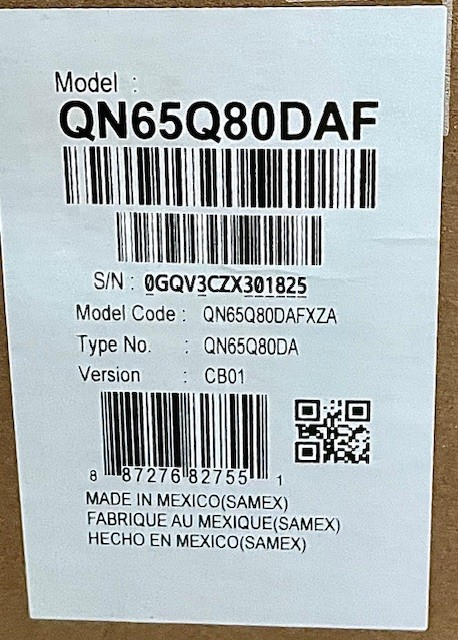 Model :
QN65Q80DAF
S/N : 0GQV3CZX301825
Model Code : QN65Q80DAFXZA
Type No. : QN65Q80DA
Version : CB01
8 87276 82755 1
MADE IN MEXICO(SAMEX)
FABRIQUE AU MEXIQUE(SAMEX)
HECHO EN MEXICO(SAMEX)